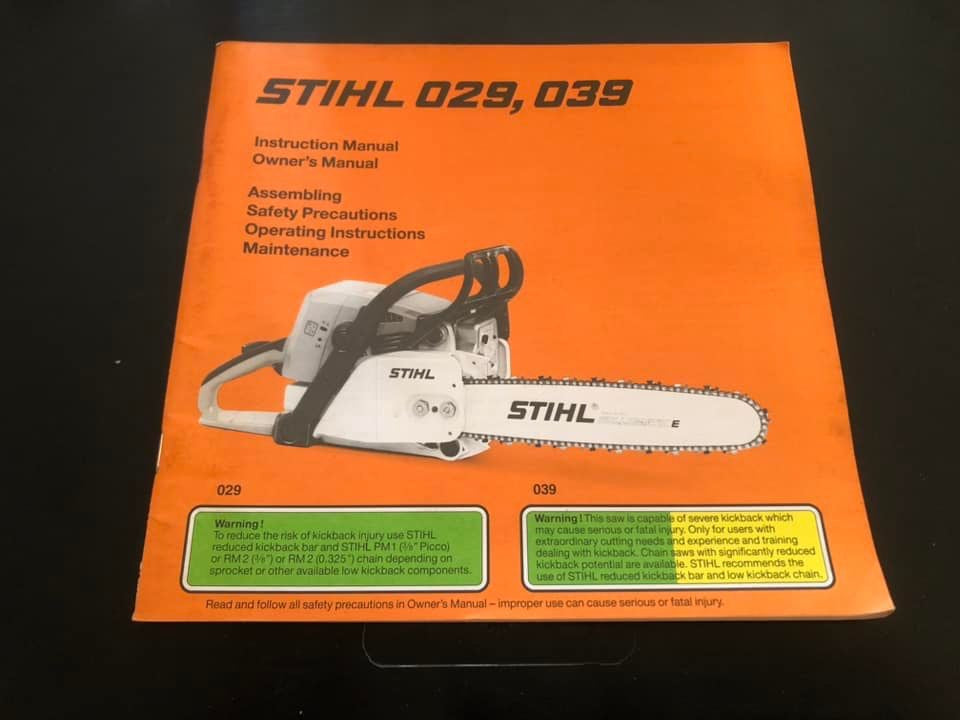 STIHL 029, 039
Instruction Manual
Owner's Manual
Assembling
Safety Precautions
Operating Instructions
Maintenance
STIHL
STIHL®
E
029
039
Warning!
To reduce the risk of kickback injury use STIHL
reduced kickback bar and STIHL PM1 (3/8" Picco)
or RM2 (3/8") or RM2 (0.325") chain depending on
sprocket or other available low kickback components.
Warning! This saw is capable of severe kickback which
may cause serious or fatal injury. Only for users with
extraordinary cutting needs and experience and training
dealing with kickback. Chain saws with significantly reduced
kickback potential are available. STIHL recommends the
use of STIHL reduced kickback bar and low kickback chain.
Read and follow all safety precautions in Owner's Manual – improper use can cause serious or fatal injury.